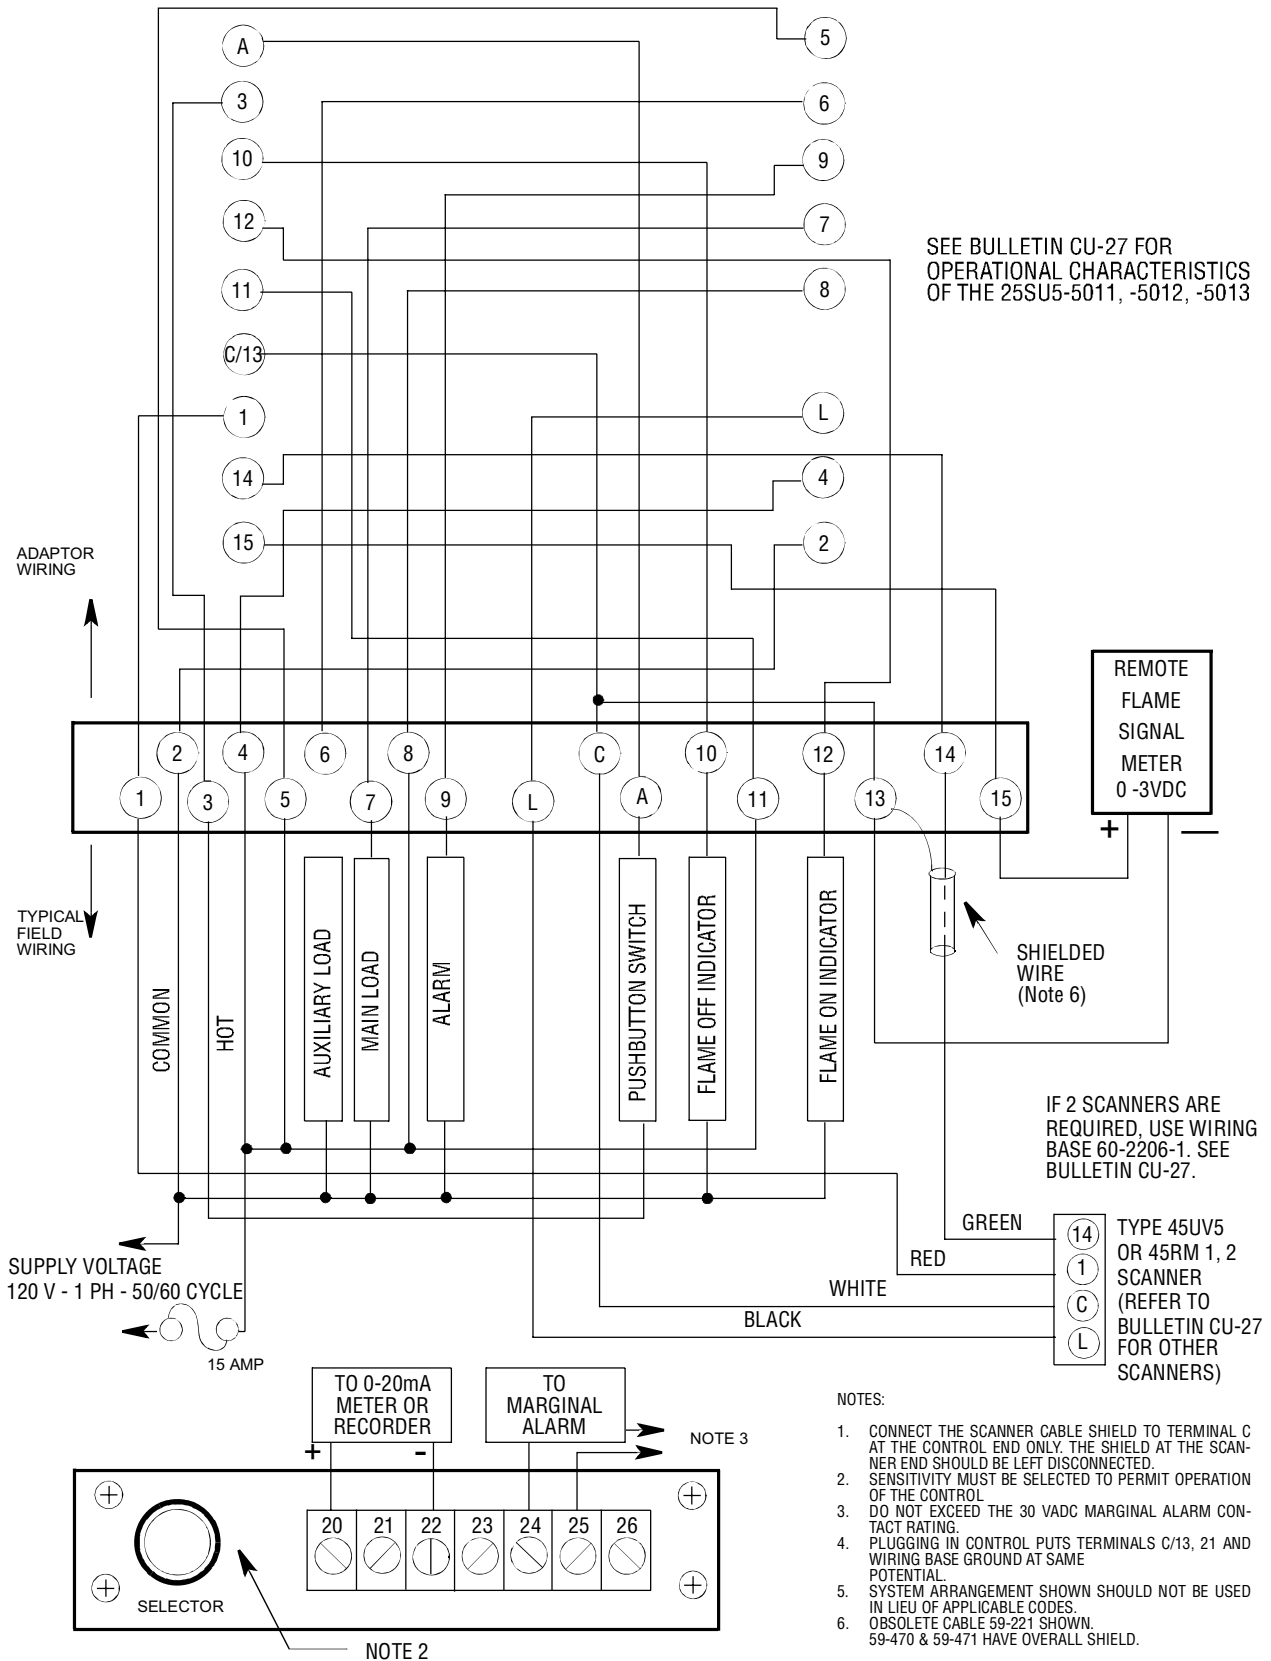 A
5
3
6
10
9
12
7
SEE BULLETIN CU-27 FOR
OPERATIONAL CHARACTERISTICS
OF THE 25SU5-5011, -5012, -5013
11
8
C/13
1
L
14
4
15
2
ADAPTOR
WIRING
REMOTE
FLAME
SIGNAL
METER
0 -3VDC
+
—
2
4
6
8
C
10
12
14
1
3
5
7
9
L
A
11
13
15
TYPICAL
FIELD
WIRING
COMMON
HOT
AUXILIARY LOAD
MAIN LOAD
ALARM
PUSHBUTTON SWITCH
FLAME OFF INDICATOR
FLAME ON INDICATOR
SHIELDED
WIRE
(Note 6)
IF 2 SCANNERS ARE
REQUIRED, USE WIRING
BASE 60-2206-1. SEE
BULLETIN CU-27.
GREEN
RED
WHITE
BLACK
14
1
C
L
TYPE 45UV5
OR 45RM 1, 2
SCANNER
(REFER TO
BULLETIN CU-27
FOR OTHER
SCANNERS)
SUPPLY VOLTAGE
120 V - 1 PH - 50/60 CYCLE
15 AMP
TO 0-20mA
METER OR
RECORDER
+
-
TO
MARGINAL
ALARM
NOTE 3
20
21
22
23
24
25
26
SELECTOR
NOTE 2
NOTES:
1. CONNECT THE SCANNER CABLE SHIELD TO TERMINAL C
AT THE CONTROL END ONLY. THE SHIELD AT THE SCAN-
NER END SHOULD BE LEFT DISCONNECTED.
2. SENSITIVITY MUST BE SELECTED TO PERMIT OPERATION
OF THE CONTROL
3. DO NOT EXCEED THE 30 VADC MARGINAL ALARM CON-
TACT RATING.
4. PLUGGING IN CONTROL PUTS TERMINALS C/13, 21 AND
WIRING BASE GROUND AT SAME
POTENTIAL.
5. SYSTEM ARRANGEMENT SHOWN SHOULD NOT BE USED
IN LIEU OF APPLICABLE CODES.
6. OBSOLETE CABLE 59-221 SHOWN.
59-470 & 59-471 HAVE OVERALL SHIELD.